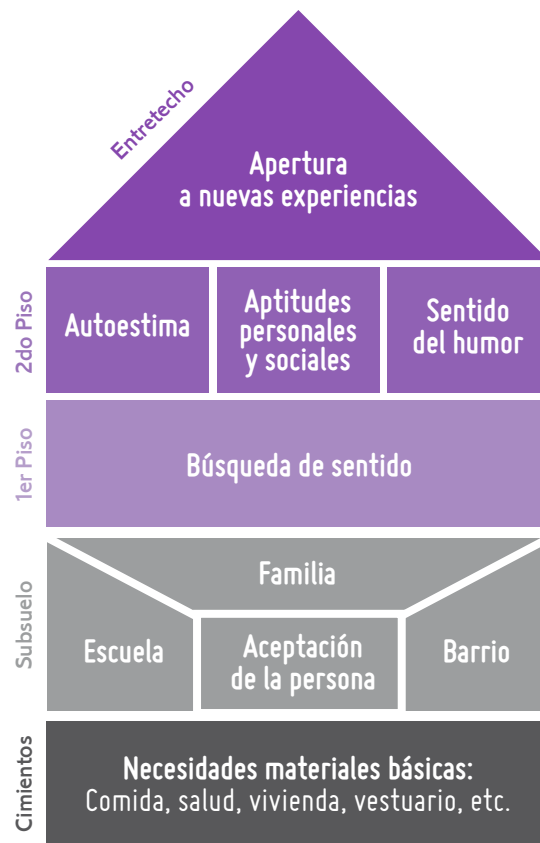 Entretecho
Apertura
a nuevas experiencias
2do Piso
Autoestima
Aptitudes
personales
y sociales
Sentido
del humor
1er Piso
Búsqueda de sentido
Subsuelo
Familia
Escuela
Aceptación
de la persona
Barrio
Cimientos
Necesidades materiales básicas:
Comida, salud, vivienda, vestuario, etc.